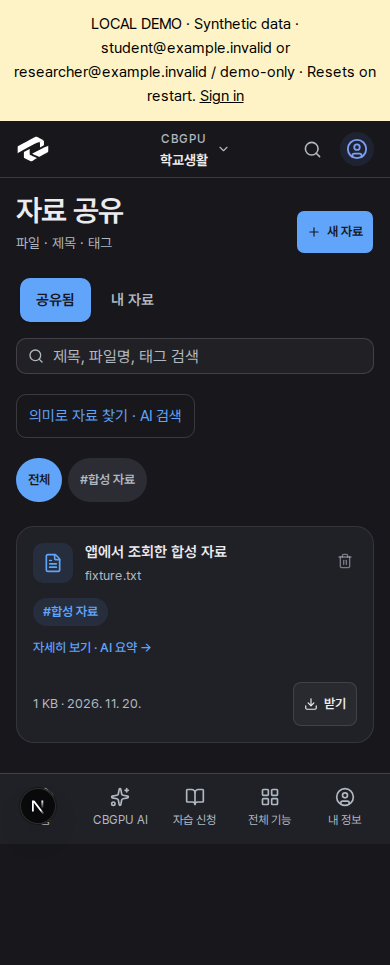 LOCAL DEMO · Synthetic data ·
student@example.invalid or
researcher@example.invalid / demo-only · Resets on
restart. Sign in
CBGPU
학교생활
자료 공유
파일 · 제목 · 태그
새 자료
공유됨
내 자료
제목, 파일명, 태그 검색
의미로 자료 찾기 · AI 검색
전체
#합성 자료
앱에서 조회한 합성 자료
fixture.txt
#합성 자료
자세히 보기 · AI 요약 →
1 KB · 2026. 11. 20.
받기
CBGPU AI
자습 신청
전체 기능
내 정보